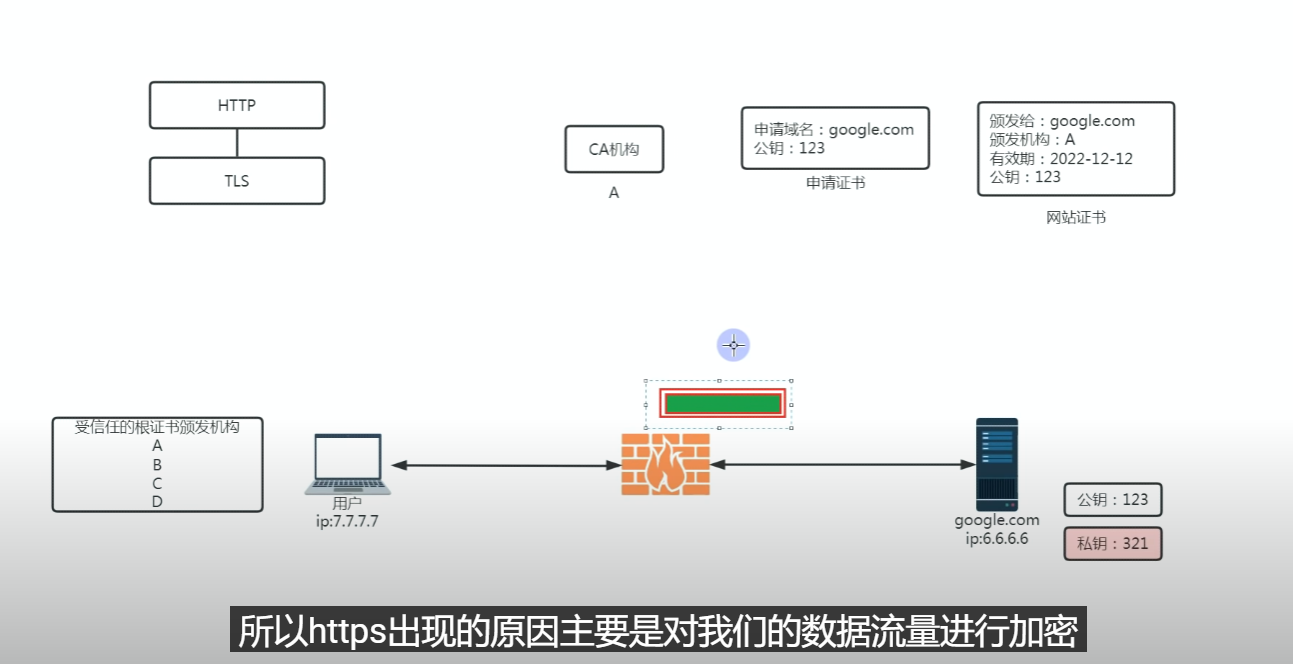 HTTP
TLS
CA机构
A
申请域名：google.com
公钥：123
申请证书
颁发给：google.com
颁发机构：A
有效期：2022-12-12
公钥：123
网站证书
受信任的根证书颁发机构
A
B
C
D
用户
ip:7.7.7.7
google.com
ip:6.6.6.6
公钥：123
私钥：321
所以https出现的原因主要是对我们的数据流量进行加密